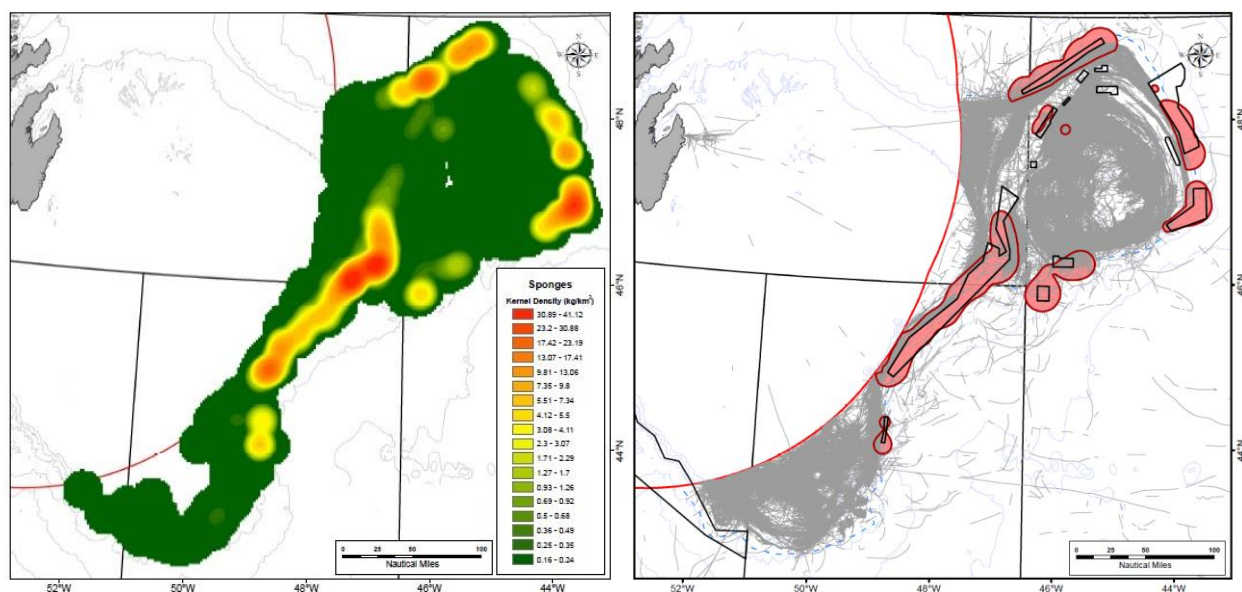 N
W
E
S
N
W
E
S
48°N
46°N
44°N
48°N
46°N
44°N
Sponges
Kernel Density (kg/km²)
30.89 - 41.12
23.2 - 30.88
17.42 - 23.19
13.07 - 17.41
9.81 - 13.06
7.35 - 9.8
5.51 - 7.34
4.12 - 5.5
3.08 - 4.11
2.3 - 3.07
1.71 - 2.29
1.27 - 1.7
0.93 - 1.26
0.69 - 0.92
0.5 - 0.68
0.36 - 0.49
0.25 - 0.35
0.16 - 0.24
0 25 50 100
Nautical Miles
0 25 50 100
Nautical Miles
52°W 50°W 48°W 46°W 44°W
52°W 50°W 48°W 46°W 44°W